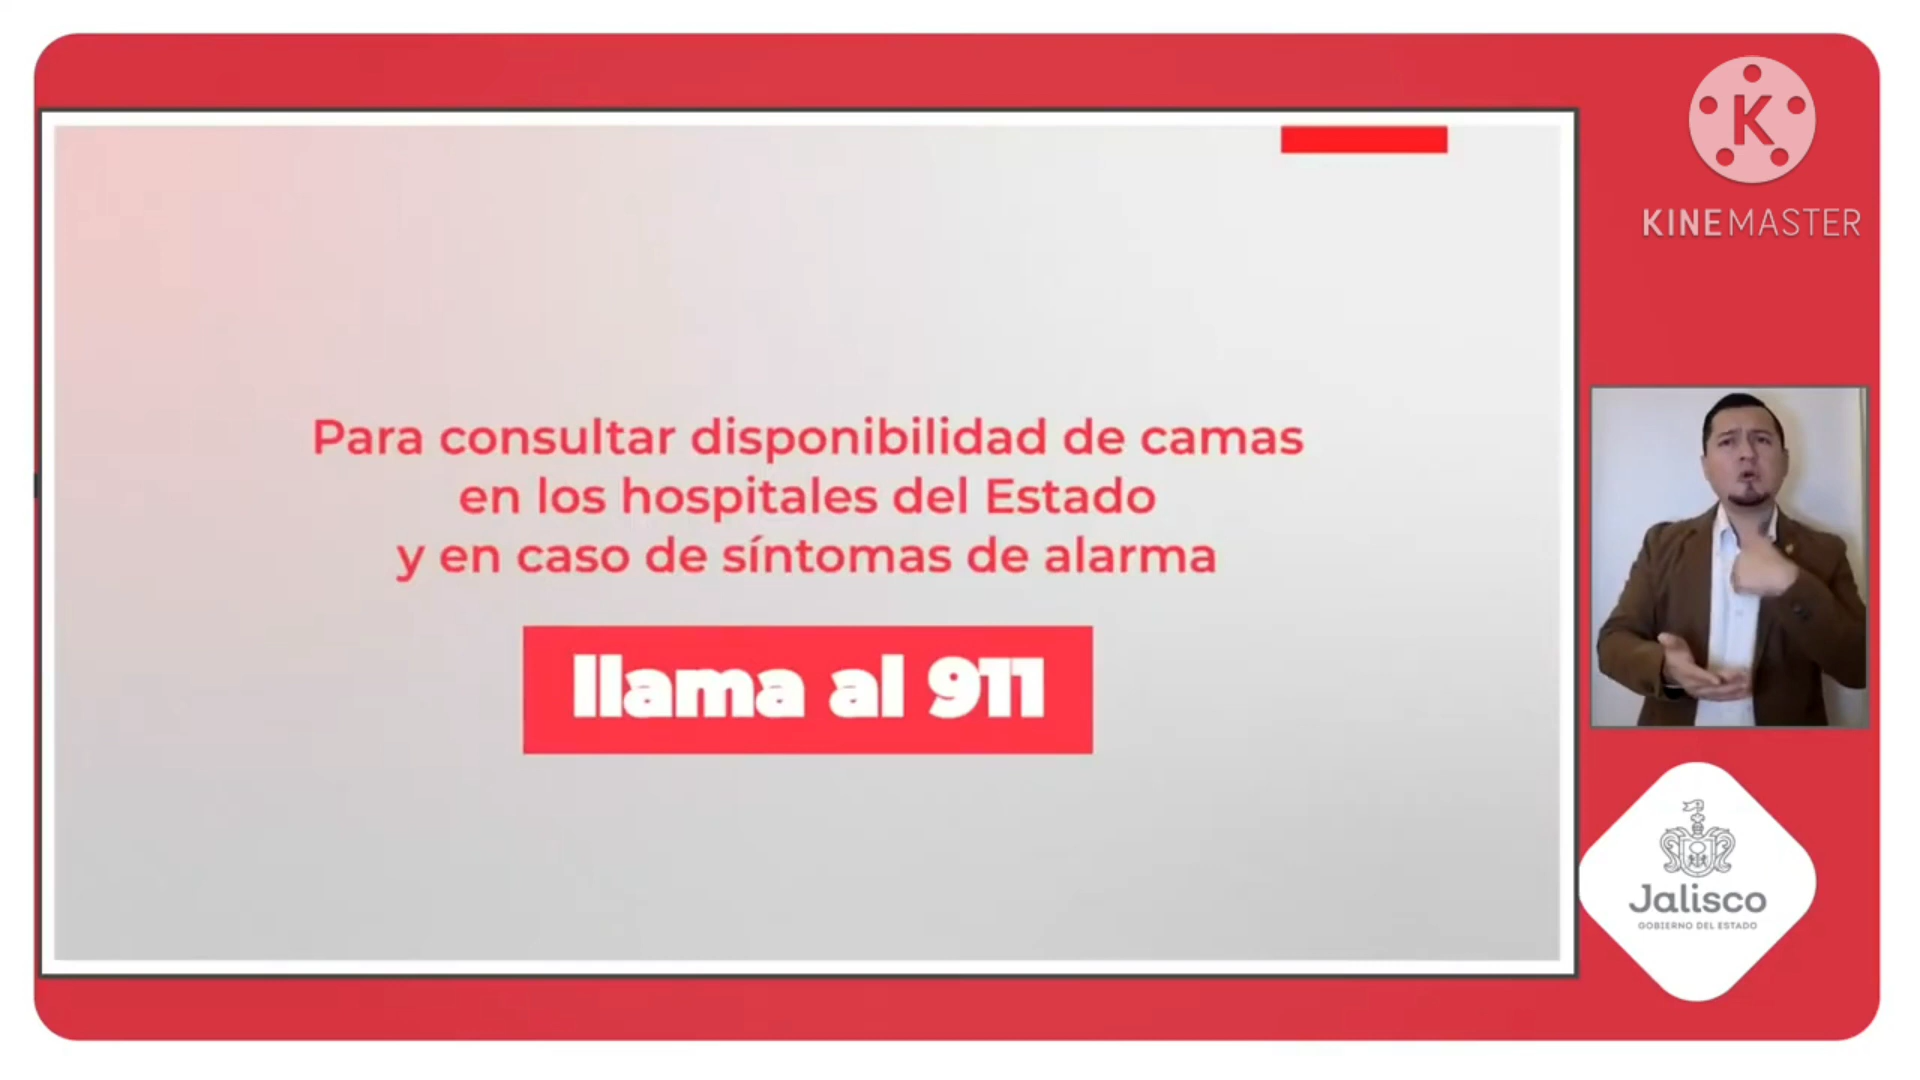 K
KINEMASTER
Para consultar disponibilidad de camas
en los hospitales del Estado
y en caso de síntomas de alarma
llama al 911
Jalisco
GOBIERNO DEL ESTADO